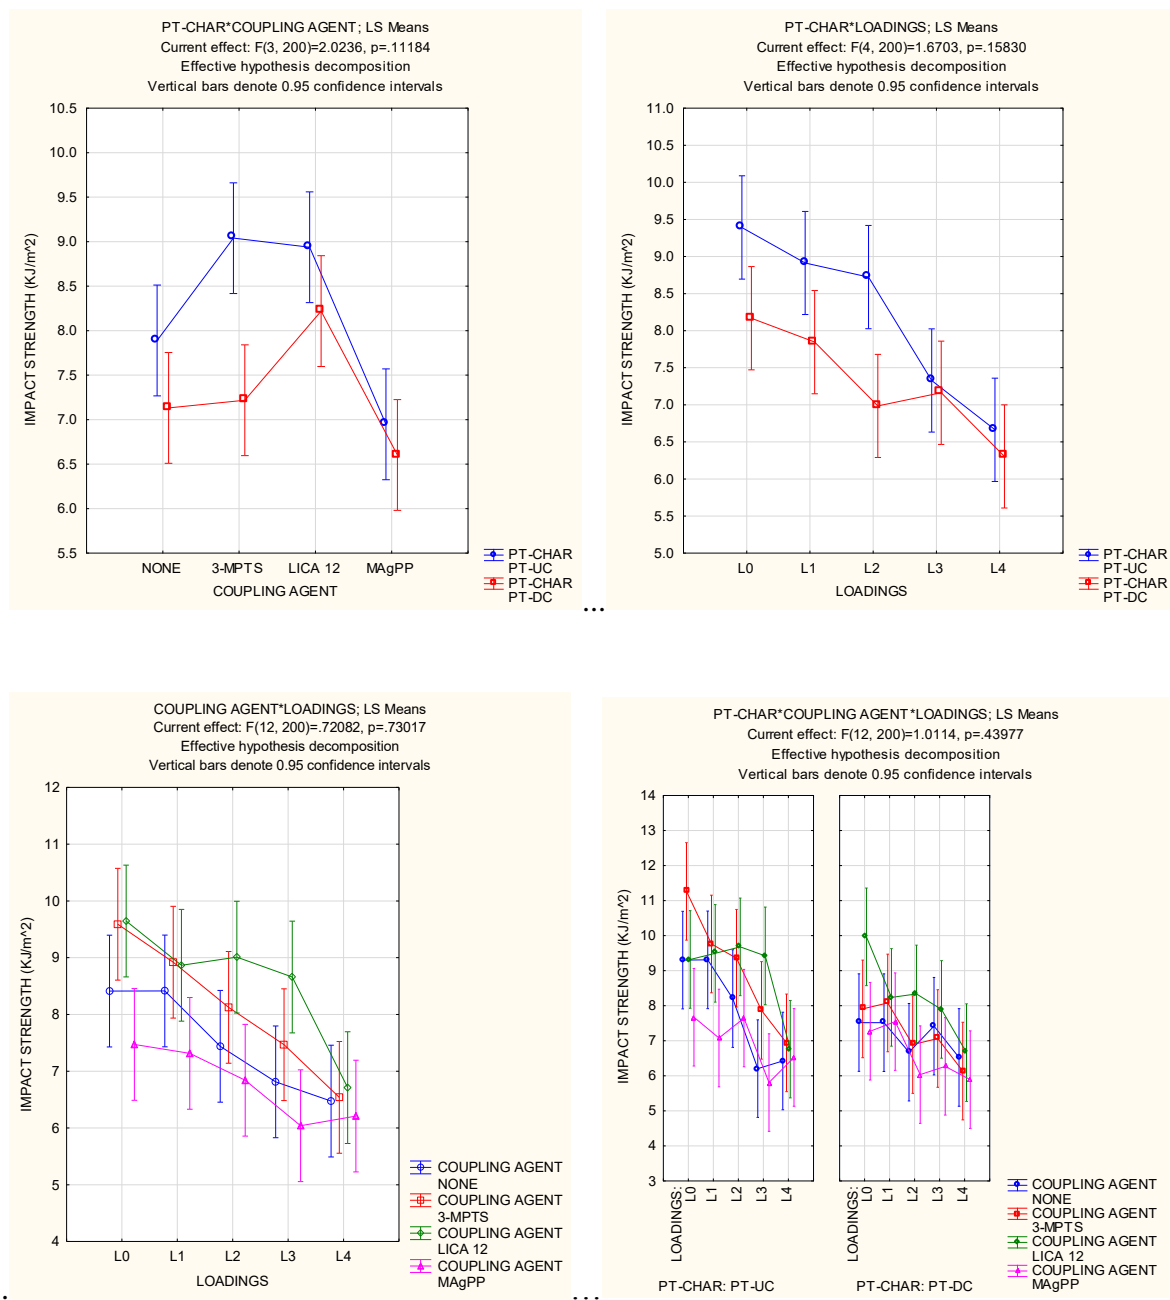 PT-CHAR*COUPLING AGENT; LS Means
Current effect: F(3, 200)=2.0236, p=.11184
Effective hypothesis decomposition
Vertical bars denote 0.95 confidence intervals
10.5
10.0
9.5
9.0
8.5
8.0
7.5
7.0
6.5
6.0
5.5
IMPACT STRENGTH (KJ/m^2)
NONE 3-MPTS LICA 12 MAgPP
COUPLING AGENT
PT-CHAR
PT-UC
PT-CHAR
PT-DC
...
PT-CHAR*LOADINGS; LS Means
Current effect: F(4, 200)=1.6703, p=.15830
Effective hypothesis decomposition
Vertical bars denote 0.95 confidence intervals
11.0
10.5
10.0
9.5
9.0
8.5
8.0
7.5
7.0
6.5
6.0
5.5
5.0
IMPACT STRENGTH (KJ/m^2)
L0 L1 L2 L3 L4
LOADINGS
PT-CHAR
PT-UC
PT-CHAR
PT-DC
COUPLING AGENT*LOADINGS; LS Means
Current effect: F(12, 200)=.72082, p=.73017
Effective hypothesis decomposition
Vertical bars denote 0.95 confidence intervals
12
11
10
9
8
7
6
5
4
IMPACT STRENGTH (KJ/m^2)
L0 L1 L2 L3 L4
LOADINGS
COUPLING AGENT
NONE
COUPLING AGENT
3-MPTS
COUPLING AGENT
LICA 12
COUPLING AGENT
MAgPP
.
...
PT-CHAR*COUPLING AGENT*LOADINGS; LS Means
Current effect: F(12, 200)=1.0114, p=.43977
Effective hypothesis decomposition
Vertical bars denote 0.95 confidence intervals
14
13
12
11
10
9
8
7
6
5
4
3
IMPACT STRENGTH (KJ/m^2)
LOADINGS: L0 L1 L2 L3 L4
PT-CHAR: PT-UC
LOADINGS: L0 L1 L2 L3 L4
PT-CHAR: PT-DC
COUPLING AGENT
NONE
COUPLING AGENT
3-MPTS
COUPLING AGENT
LICA 12
COUPLING AGENT
MAgPP